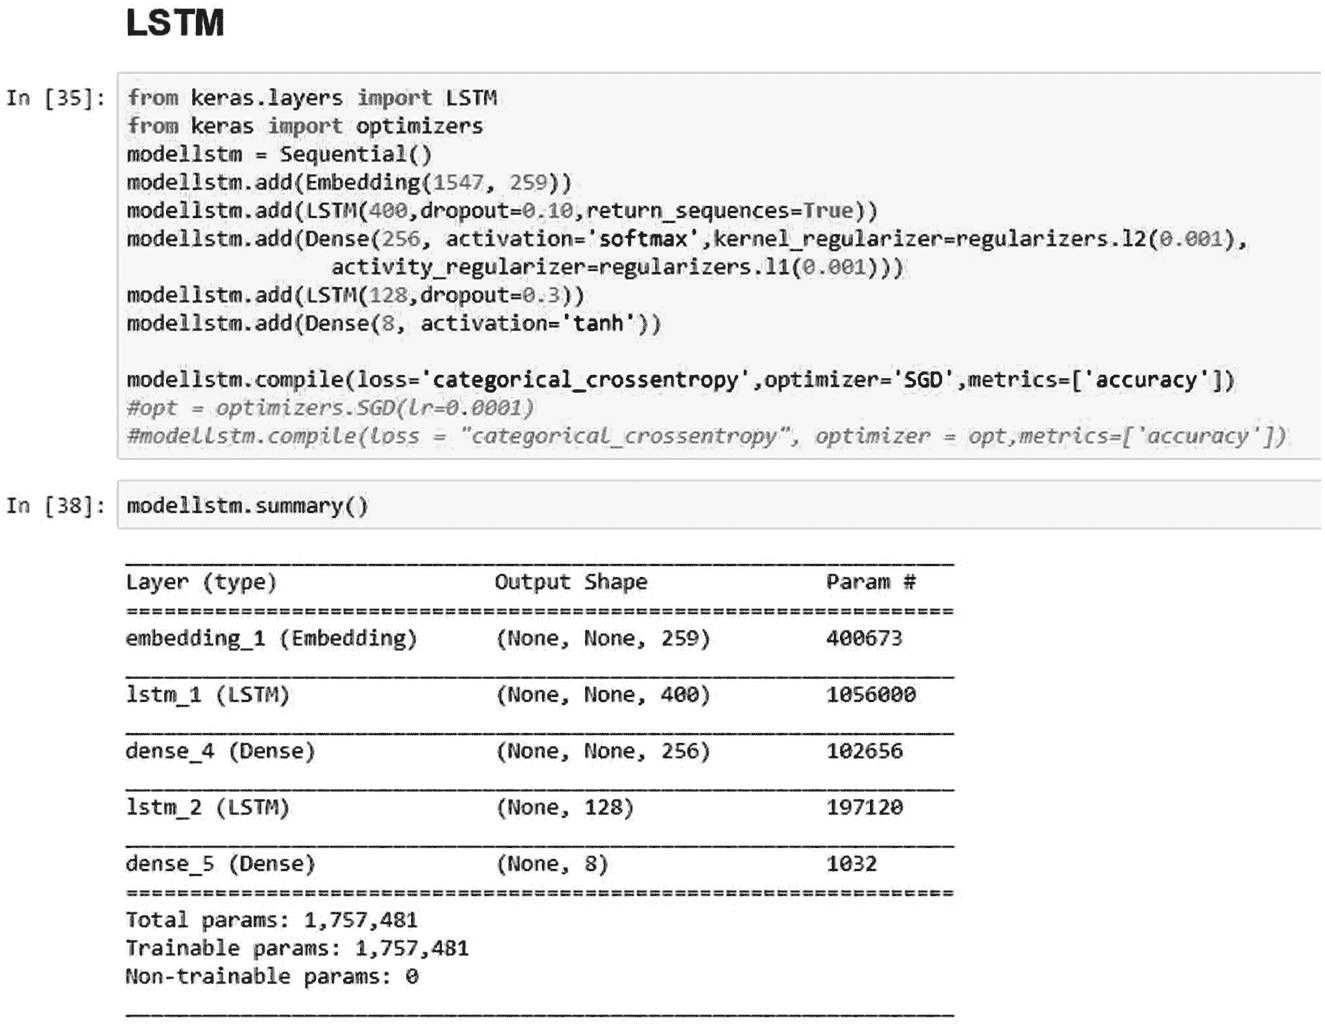 LSTM
In [35]: from keras.layers import LSTM
from keras import optimizers
modellstm = Sequential()
modellstm.add(Embedding(1547, 259))
modellstm.add(LSTM(400,dropout=0.10,return_sequences=True))
modellstm.add(Dense(256, activation='softmax',kernel_regularizer=regularizers.l2(0.001),
activity_regularizer=regularizers.l1(0.001)))
modellstm.add(LSTM(128,dropout=0.3))
modellstm.add(Dense(8, activation='tanh'))
modellstm.compile(loss='categorical_crossentropy',optimizer='SGD',metrics=['accuracy'])
#opt = optimizers.SGD(lr=0.0001)
#modellstm.compile(loss = "categorical_crossentropy", optimizer = opt,metrics=['accuracy'])
In [38]: modellstm.summary()
Layer (type) Output Shape Param #
embedding_1 (Embedding) (None, None, 259) 400673
lstm_1 (LSTM) (None, None, 400) 1056000
dense_4 (Dense) (None, None, 256) 102656
lstm_2 (LSTM) (None, 128) 197120
dense_5 (Dense) (None, 8) 1032
Total params: 1,757,481
Trainable params: 1,757,481
Non-trainable params: 0